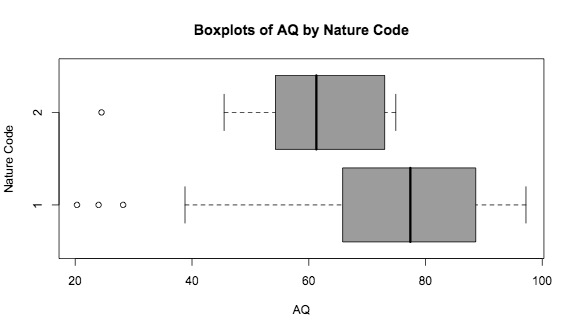 Boxplots of AQ by Nature Code
Nature Code
2
1
20 40 60 80 100
AQ